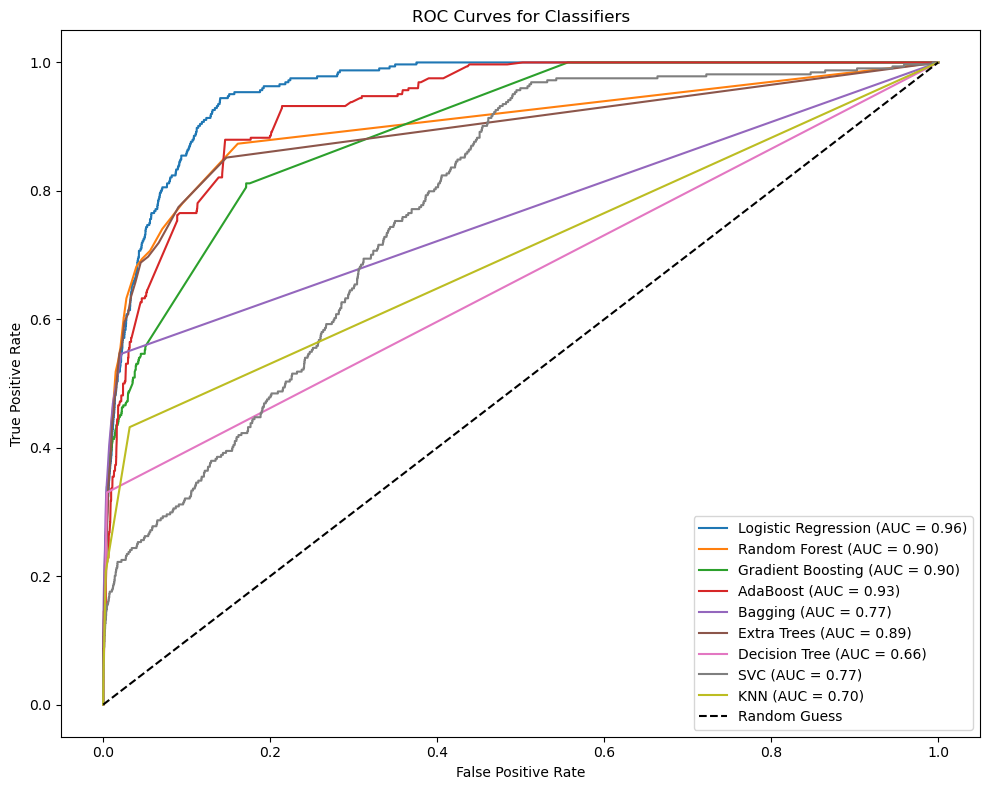 ROC Curves for Classifiers
1.0
0.8
0.6
0.4
0.2
0.0
True Positive Rate
Logistic Regression (AUC = 0.96)
Random Forest (AUC = 0.90)
Gradient Boosting (AUC = 0.90)
AdaBoost (AUC = 0.93)
Bagging (AUC = 0.77)
Extra Trees (AUC = 0.89)
Decision Tree (AUC = 0.66)
SVC (AUC = 0.77)
KNN (AUC = 0.70)
Random Guess
0.0 0.2 0.4 0.6 0.8 1.0
False Positive Rate